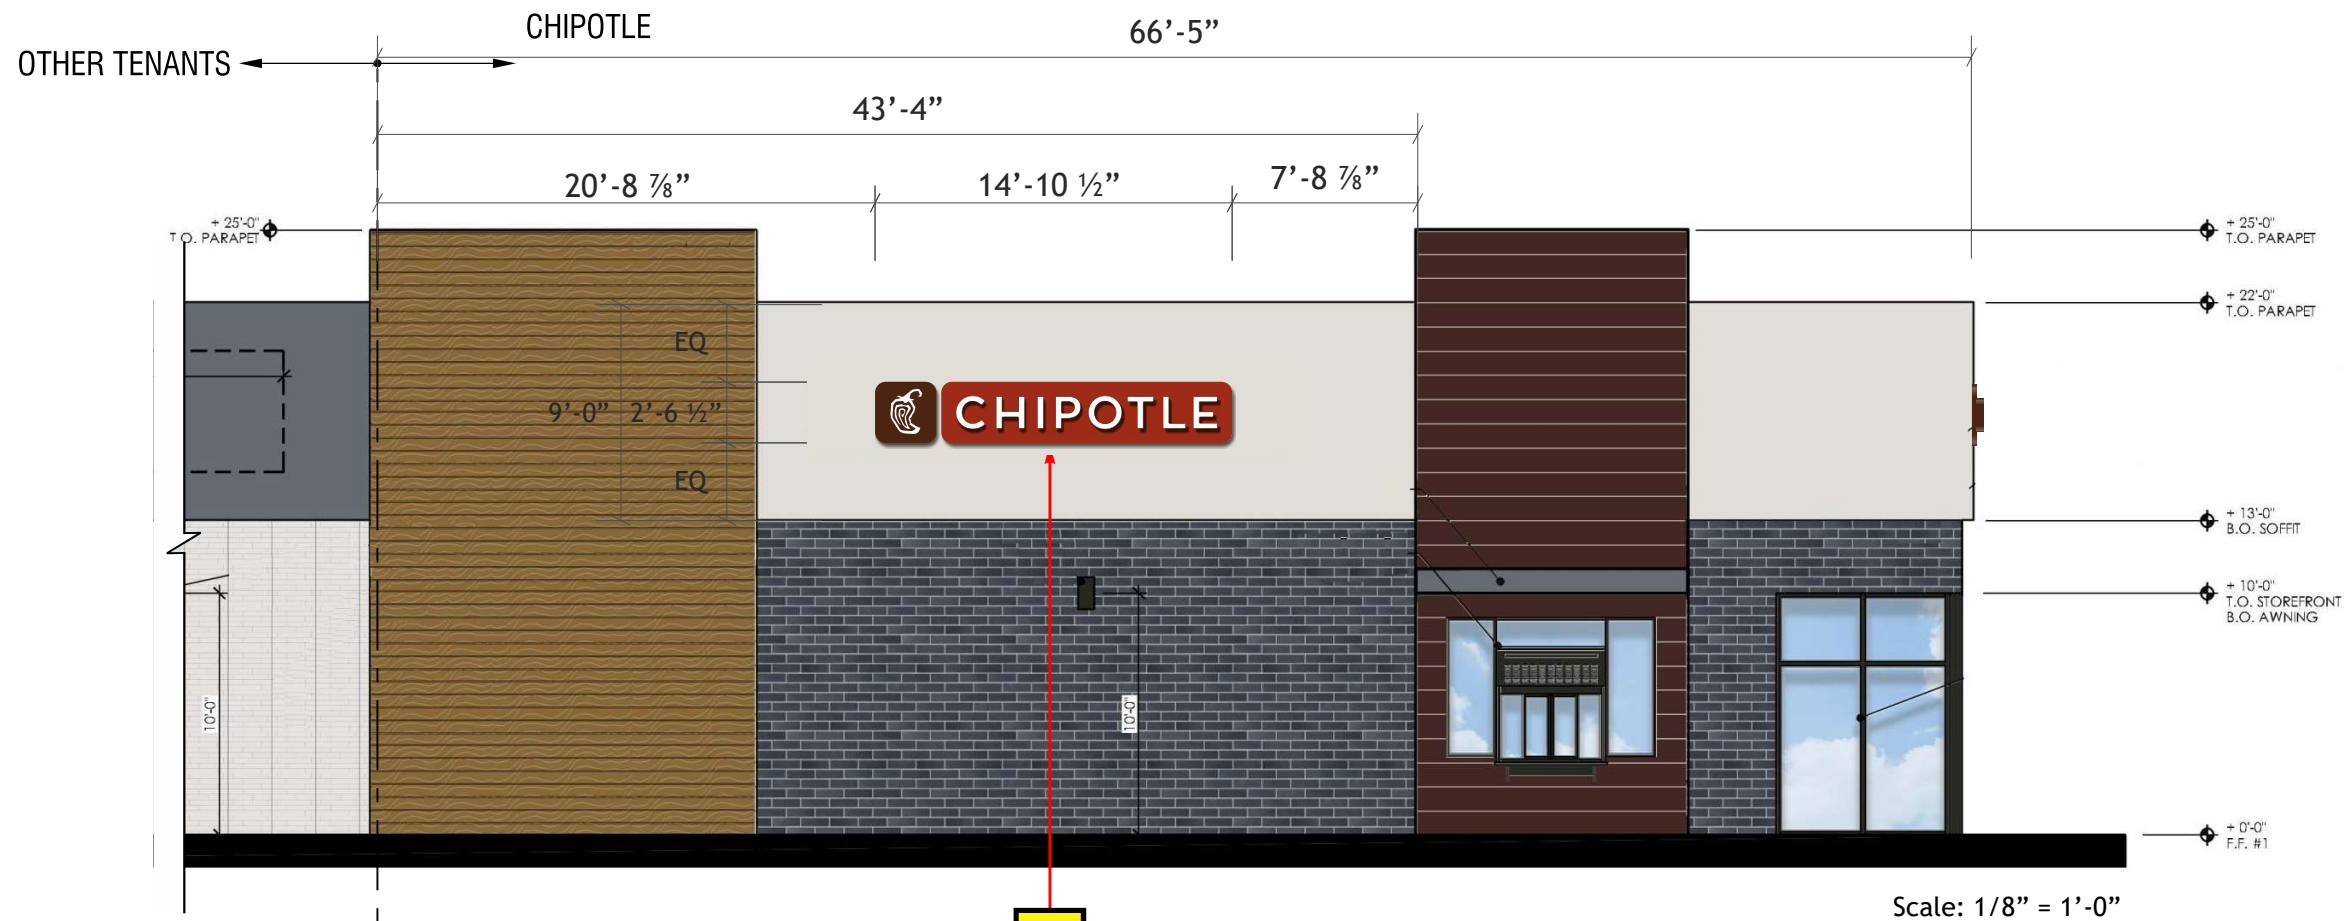 CHIPOTLE
66’-5”
OTHER TENANTS
43’-4”
20’-8 ⅞”
14’-10 ½”
7’-8 ⅞”
+ 25'-0"
T.O. PARAPET
+ 25'-0"
T.O. PARAPET
+ 22'-0"
T.O. PARAPET
EQ
9’-0”
2’-6 ½”
CHIPOTLE
EQ
+ 13'-0"
B.O. SOFFIT
+ 10'-0"
T.O. STOREFRONT
B.O. AWNING
10'-0"
10'-0"
+ 0'-0"
F.F. #1
Scale: 1/8” = 1’-0”